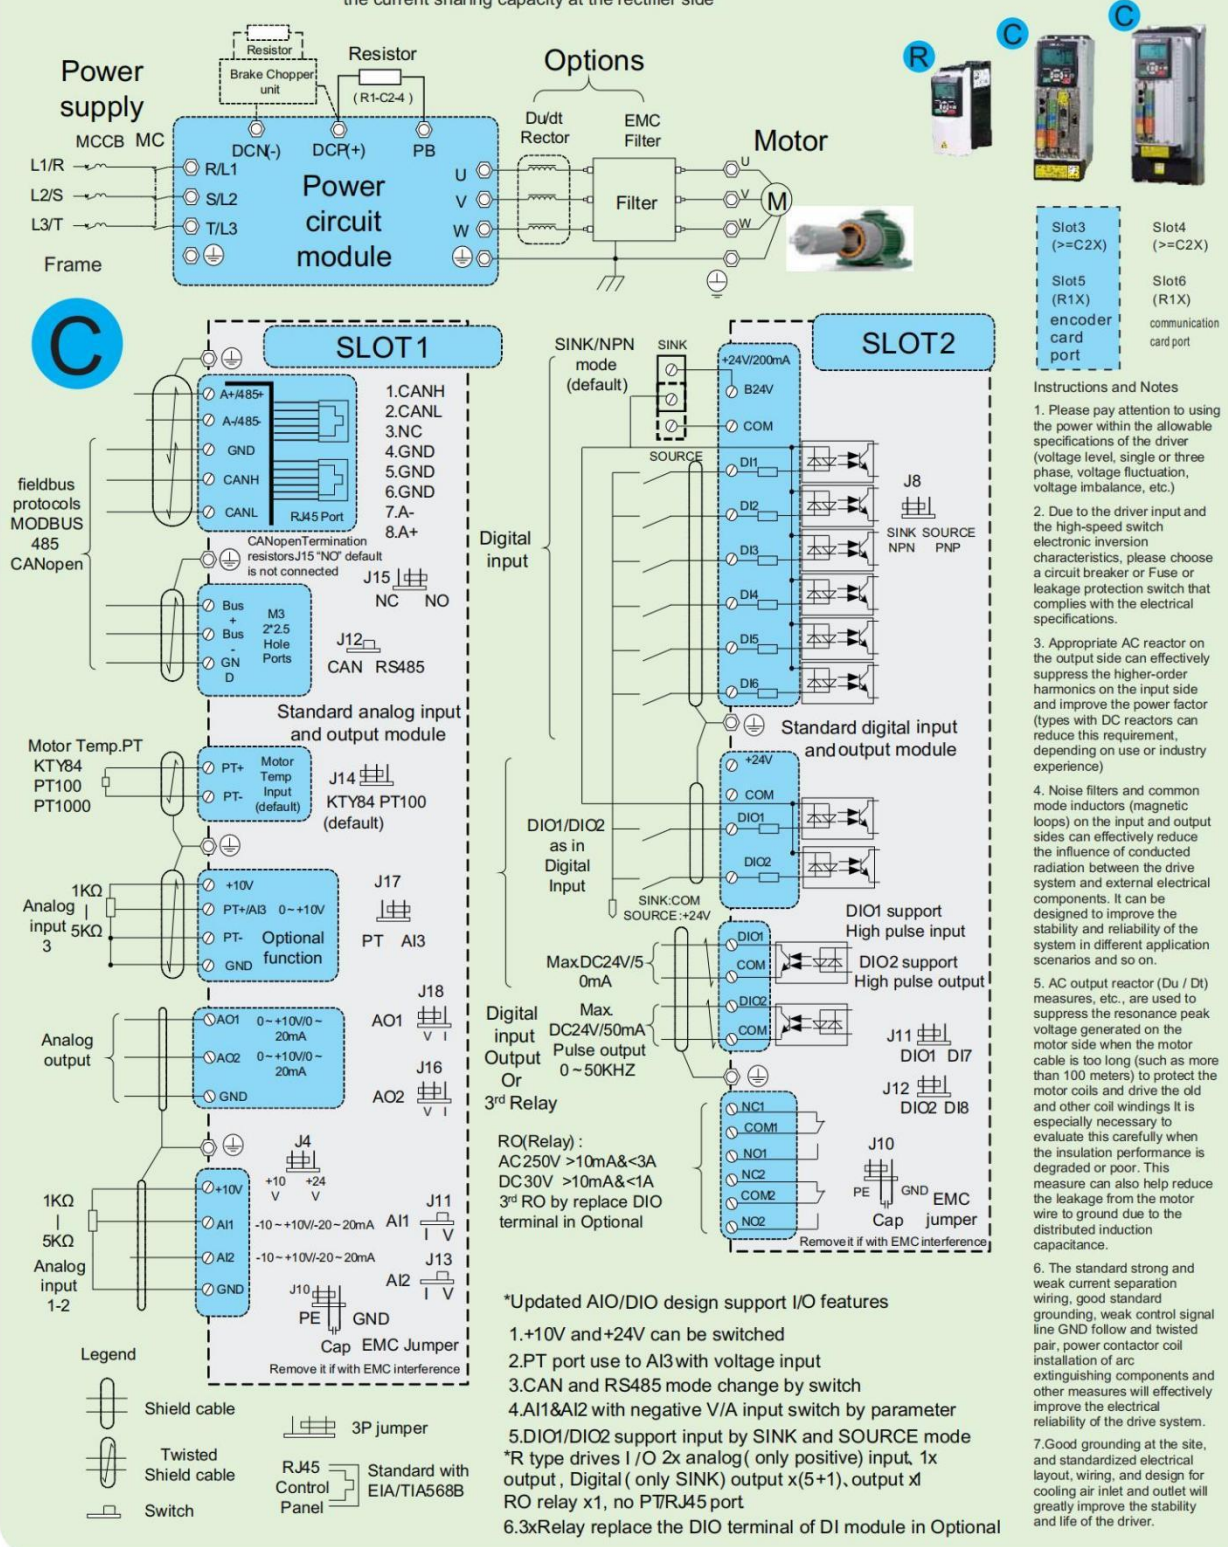 the current sharing capacity at the rectifier side
C
C
R
Resistor
Resistor
Power
supply
Brake Chopper
unit
( R1-C2-4 )
Options
Du/dt
Rector
EMC
Filter
Motor
MCCB MC
DCN(-)
DCP(+)
PB
L1/R
L2/S
L3/T
R/L1
S/L2
T/L3
Power
circuit
module
U
V
W
Filter
U
V
W
M
Frame
Slot3
(>=C2X)
Slot4
(>=C2X)
Slot5
(R1X)
encoder
card
port
Slot6
(R1X)
communication
card port
C
SLOT1
A+/485+
A-/485-
GND
CANH
CANL
RJ45 Port
1.CANH
2.CANL
3.NC
4.GND
5.GND
6.GND
7.A-
8.A+
fieldbus
protocols
MODBUS
485
CANopen
CANopenTermination
resistorsJ15 "NO" default
is not connected
J15
NC NO
Bus
+
Bus
-
GN
D
M3
2*2.5
Hole
Ports
J12
CAN RS485
Standard analog input
and output module
Motor Temp.PT
KTY84
PT100
PT1000
PT+
PT-
Motor
Temp
Input
(default)
J14
KTY84 PT100
(default)
1KΩ
|
5KΩ
Analog
input
3
+10V
PT+/AI3 0~+10V
PT-
GND
Optional
function
J17
PT AI3
Analog
output
AO1 0~+10V/0~
20mA
AO2 0~+10V/0~
20mA
GND
J18
AO1
V I
J16
AO2
V I
J4
+10
V
+24
V
1KΩ
|
5KΩ
Analog
input
1-2
+10V
AI1
AI2
GND
-10~+10V/-20~20mA
-10~+10V/-20~20mA
J11
AI1
I V
J13
AI2
I V
J10
PE
GND
Cap EMC Jumper
Remove it if with EMC interference
Legend
Shield cable
Twisted
Shield cable
Switch
3P jumper
RJ45
Control
Panel
Standard with
EIA/TIA568B
SLOT2
SINK/NPN
mode
(default)
SINK
SOURCE
+24V/200mA
B24V
COM
DI1
DI2
DI3
DI4
DI5
DI6
Digital
input
J8
SINK SOURCE
NPN PNP
Standard digital input
and output module
+24V
COM
DIO1
DIO2
DIO1/DIO2
as in
Digital
Input
SINK:COM
SOURCE:+24V
DIO1 support
High pulse input
DIO2 support
High pulse output
DIO1
COM
DIO2
COM
Max.DC24V/5
0mA
Max.
DC24V/50mA
Pulse output
0~50KHZ
Digital
input
Output
Or
3rd Relay
J11
DIO1 DI7
J12
DIO2 DI8
NC1
COM1
NO1
NC2
COM2
NO2
RO(Relay) :
AC250V >10mA&<3A
DC30V >10mA&<1A
3rd RO by replace DIO
terminal in Optional
J10
PE
GND
Cap
EMC
jumper
Remove it if with EMC interference
*Updated AIO/DIO design support I/O features
1.+10V and +24V can be switched
2.PT port use to AI3 with voltage input
3.CAN and RS485 mode change by switch
4.AI1&AI2 with negative V/A input switch by parameter
5.DIO1/DIO2 support input by SINK and SOURCE mode
*R type drives I /O 2x analog( only positive) input, 1x
output , Digital ( only SINK) output x(5+1)、output x1
RO relay x1, no PT/RJ45 port
6.3xRelay replace the DIO terminal of DI module in Optional
Instructions and Notes
1. Please pay attention to using
the power within the allowable
specifications of the driver
(voltage level, single or three
phase, voltage fluctuation,
voltage imbalance, etc.)
2. Due to the driver input and
the high-speed switch
electronic inversion
characteristics, please choose
a circuit breaker or Fuse or
leakage protection switch that
complies with the electrical
specifications.
3. Appropriate AC reactor on
the output side can effectively
suppress the higher-order
harmonics on the input side
and improve the power factor
(types with DC reactors can
reduce this requirement,
depending on use or industry
experience)
4. Noise filters and common
mode inductors (magnetic
loops) on the input and output
sides can effectively reduce
the influence of conducted
radiation between the drive
system and external electrical
components. It can be
designed to improve the
stability and reliability of the
system in different application
scenarios and so on.
5. AC output reactor (Du / Dt)
measures, etc., are used to
suppress the resonance peak
voltage generated on the
motor side when the motor
cable is too long (such as more
than 100 meters) to protect the
motor coils and drive the old
and other coil windings It is
especially necessary to
evaluate this carefully when
the insulation performance is
degraded or poor. This
measure can also help reduce
the leakage from the motor
wire to ground due to the
distributed induction
capacitance.
6. The standard strong and
weak current separation
wiring, good standard
grounding, weak control signal
line GND follow and twisted
pair, power contactor coil
installation of arc
extinguishing components and
other measures will effectively
improve the electrical
reliability of the drive system.
7.Good grounding at the site,
and standardized electrical
layout, wiring, and design for
cooling air inlet and outlet will
greatly improve the stability
and life of the driver.